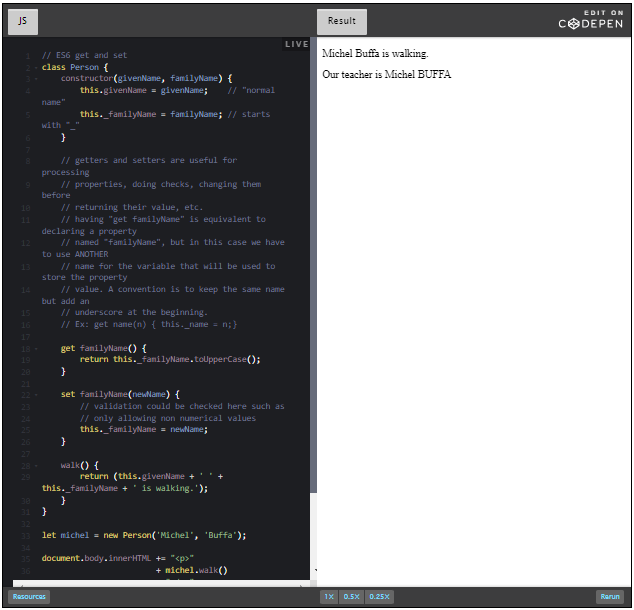 JS
Result
EDIT ON
CODEPEN
LIVE
1 // ES6 get and set
2 class Person {
3 constructor(givenName, familyName) {
4 this.givenName = givenName; // "normal
name"
5 this._familyName = familyName; // starts
with "_"
6 }
7
8 // getters and setters are useful for
processing
9 // properties, doing checks, changing them
before
10 // returning their value, etc.
11 // having "get familyName" is equivalent to
declaring a property
12 // named "familyName", but in this case we have
to use ANOTHER
13 // name for the variable that will be used to
store the property
14 // value. A convention is to keep the same name
but add an
15 // underscore at the beginning.
16 // Ex: get name(n) { this._name = n;}
17
18 get familyName() {
19 return this._familyName.toUpperCase();
20 }
21
22 set familyName(newName) {
23 // validation could be checked here such as
24 // only allowing non numerical values
25 this._familyName = newName;
26 }
27
28 walk() {
29 return (this.givenName + ' ' +
this._familyName + ' is walking.');
30 }
31 }
32
33 let michel = new Person('Michel', 'Buffa');
34
35 document.body.innerHTML += "<p>"
36 + michel.walk()
Michel Buffa is walking.
Our teacher is Michel BUFFA
Resources
1X 0.5X 0.25X
Rerun